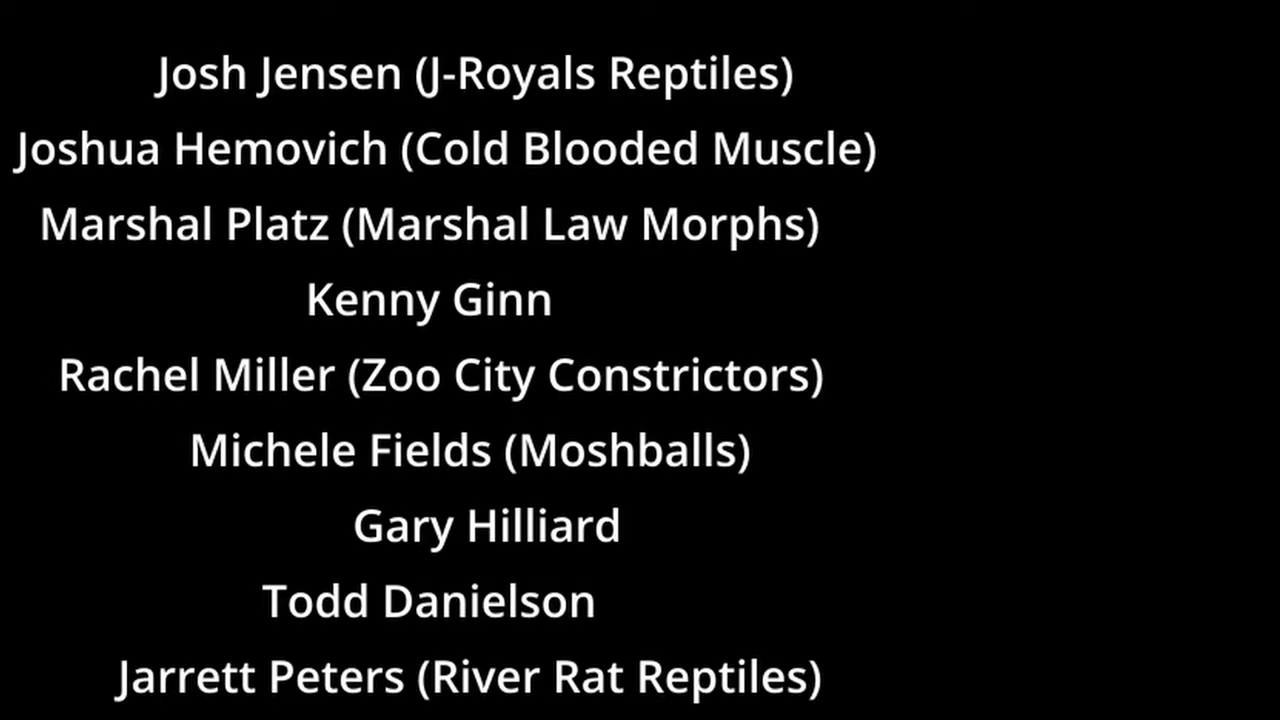 Josh Jensen (J-Royals Reptiles)
Joshua Hemovich (Cold Blooded Muscle)
Marshal Platz (Marshal Law Morphs)
Kenny Ginn
Rachel Miller (Zoo City Constrictors)
Michele Fields (Moshballs)
Gary Hilliard
Todd Danielson
Jarrett Peters (River Rat Reptiles)